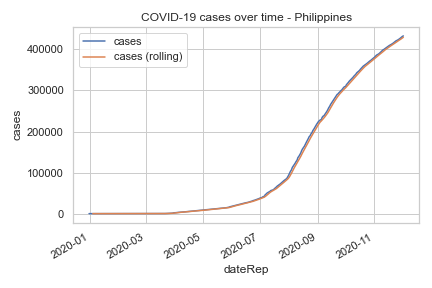 COVID-19 cases over time - Philippines
cases
cases (rolling)
cases
400000
300000
200000
100000
0
2020-01
2020-03
2020-05
2020-07
2020-09
2020-11
dateRep